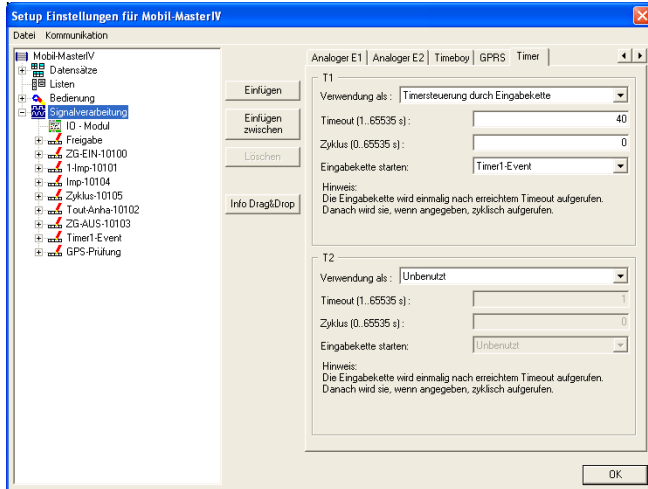 Setup Einstellungen für Mobil-MasterIV
Datei Kommunikation
Mobil-MasterIV
Datensätze
Listen
Bedienung
Signalverarbeitung
IO - Modul
Freigabe
ZG-EIN-10100
1-Imp-10101
Imp-10104
Zyklus-10105
Tout-Anha-10102
ZG-AUS-10103
Timer1-Event
GPS-Prüfung
Einfügen
Einfügen
zwischen
Löschen
Info Drag&Drop
Analoger E1 Analoger E2 Timeboy GPRS Timer
T1
Verwendung als : Timersteuerung durch Eingabekette
Timeout (1..65535 s) : 40
Zyklus (0..65535 s) : 0
Eingabekette starten: Timer1-Event
Hinweis:
Die Eingabekette wird einmalig nach erreichtem Timeout aufgerufen.
Danach wird sie, wenn angegeben, zyklisch aufgerufen.
T2
Verwendung als : Unbenutzt
Timeout (1..65535 s) : 1
Zyklus (0..65535 s) : 0
Eingabekette starten: Unbenutzt
Hinweis:
Die Eingabekette wird einmalig nach erreichtem Timeout aufgerufen.
Danach wird sie, wenn angegeben, zyklisch aufgerufen.
OK